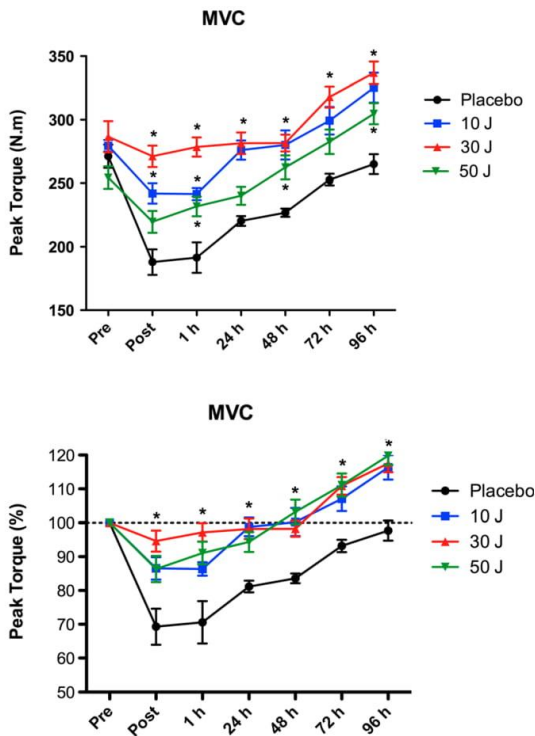 MVC
Peak Torque (N.m)
350
300
250
200
150
* * * * * *
* * * *
*
Pre Post 1 h 24 h 48 h 72 h 96 h
Placebo
10 J
30 J
50 J
MVC
Peak Torque (%)
120
110
100
90
80
70
60
50
* * * * * *
Pre Post 1 h 24 h 48 h 72 h 96 h
Placebo
10 J
30 J
50 J